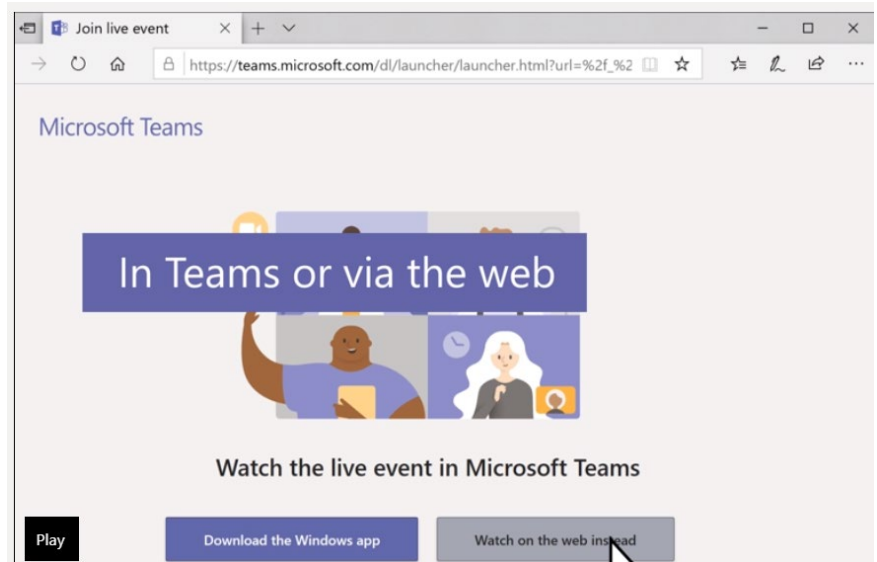 Join live event
https://teams.microsoft.com/dl/launcher/launcher.html?url=%2f_%2
Microsoft Teams
In Teams or via the web
Watch the live event in Microsoft Teams
Play
Download the Windows app
Watch on the web instead